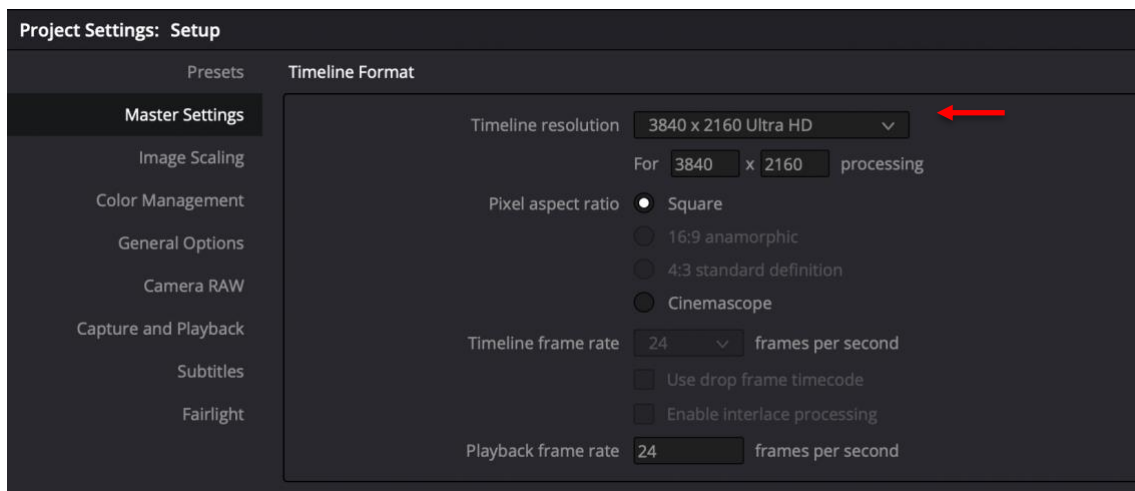 Project Settings: Setup
Presets
Master Settings
Image Scaling
Color Management
General Options
Camera RAW
Capture and Playback
Subtitles
Fairlight
Timeline Format
Timeline resolution 3840 x 2160 Ultra HD
For 3840 x 2160 processing
Pixel aspect ratio Square
16:9 anamorphic
4:3 standard definition
Cinemascope
Timeline frame rate 24 frames per second
Use drop frame timecode
Enable interlace processing
Playback frame rate 24 frames per second